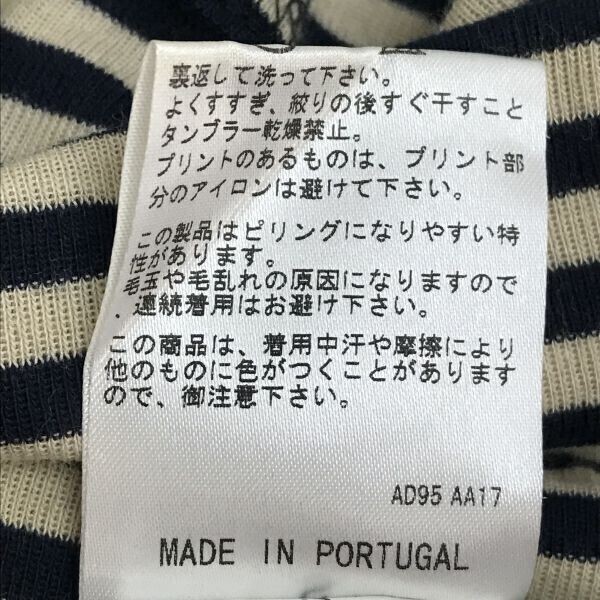 裏返して洗って下さい。
よくすすぎ、絞りの後すぐ干すこと
タンブラー乾燥禁止。
プリントのあるものは、プリント部
分のアイロンは避けて下さい。
この製品はピリングになりやすい特
性があります。
毛玉や毛乱れの原因になりますので
、連続着用はお避け下さい。
この商品は、着用中汗や摩擦により
他のものに色がつくことがあります
ので、御注意下さい。
AD95 AA17
MADE IN PORTUGAL